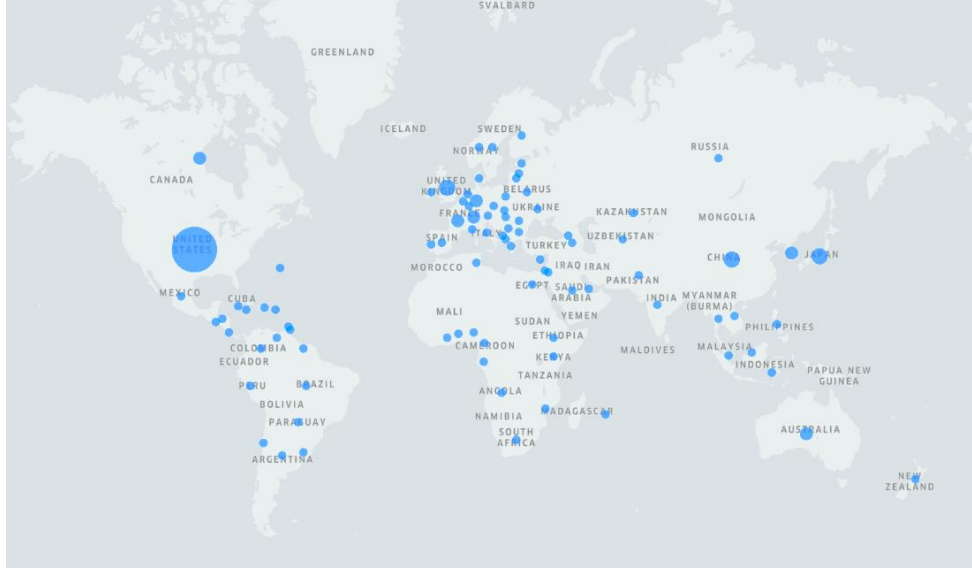 SVALBARD
GREENLAND
ICELAND
SWEDEN
NORWAY
RUSSIA
CANADA
UNITED
KINGDOM
BELARUS
UKRAINE
KAZAKHSTAN
MONGOLIA
FRANCE
UNITED
STATES
SPAIN
ITALY
TURKEY
UZBEKISTAN
CHINA
JAPAN
MOROCCO
IRAQ
IRAN
PAKISTAN
MEXICO
CUBA
EGYPT
SAUDI
ARABIA
INDIA
MYANMAR
(BURMA)
MALI
SUDAN
YEMEN
PHILIPPINES
ETHIOPIA
COLOMBIA
CAMEROON
MALDIVES
MALAYSIA
ECUADOR
KENYA
INDONESIA
PAPUA NEW
GUINEA
TANZANIA
PERU
BRAZIL
ANGOLA
BOLIVIA
NAMIBIA
MADAGASCAR
PARAGUAY
SOUTH
AFRICA
AUSTRALIA
ARGENTINA
NEW
ZEALAND